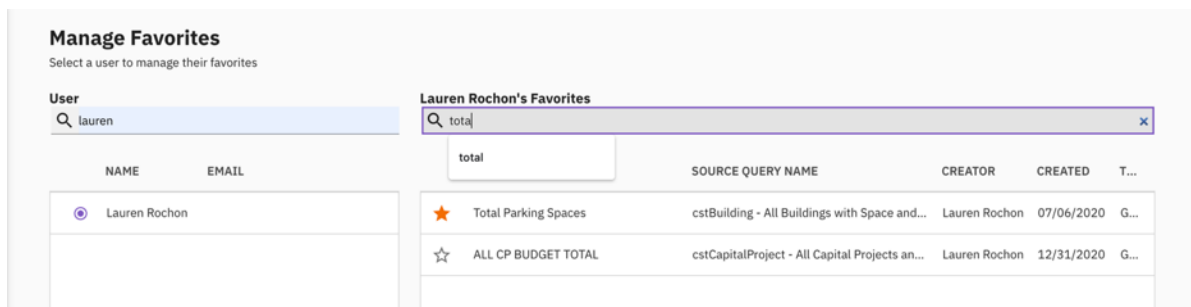 Manage Favorites
Select a user to manage their favorites
User
lauren
NAME EMAIL
Lauren Rochon
Lauren Rochon's Favorites
tota
total
SOURCE QUERY NAME CREATOR CREATED T...
Total Parking Spaces cstBuilding - All Buildings with Space and... Lauren Rochon 07/06/2020 G...
ALL CP BUDGET TOTAL cstCapitalProject - All Capital Projects an... Lauren Rochon 12/31/2020 G...